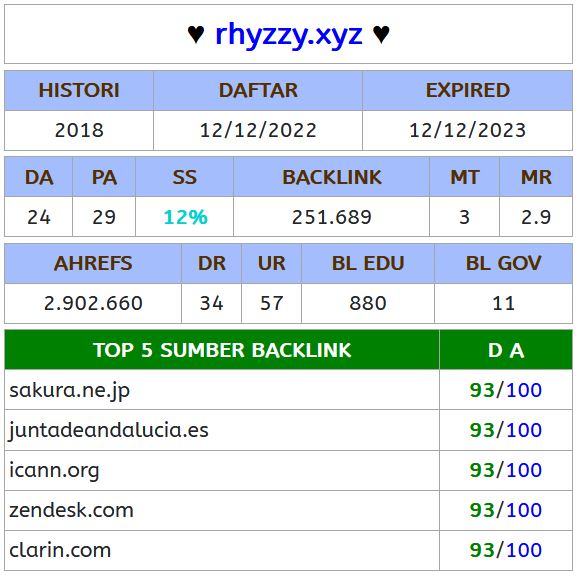 ♥ rhyzzy.xyz ♥
HISTORI DAFTAR EXPIRED
2018 12/12/2022 12/12/2023
DA PA SS BACKLINK MT MR
24 29 12% 251.689 3 2.9
AHREFS DR UR BL EDU BL GOV
2.902.660 34 57 880 11
TOP 5 SUMBER BACKLINK D A
sakura.ne.jp 93/100
juntadeandalucia.es 93/100
icann.org 93/100
zendesk.com 93/100
clarin.com 93/100